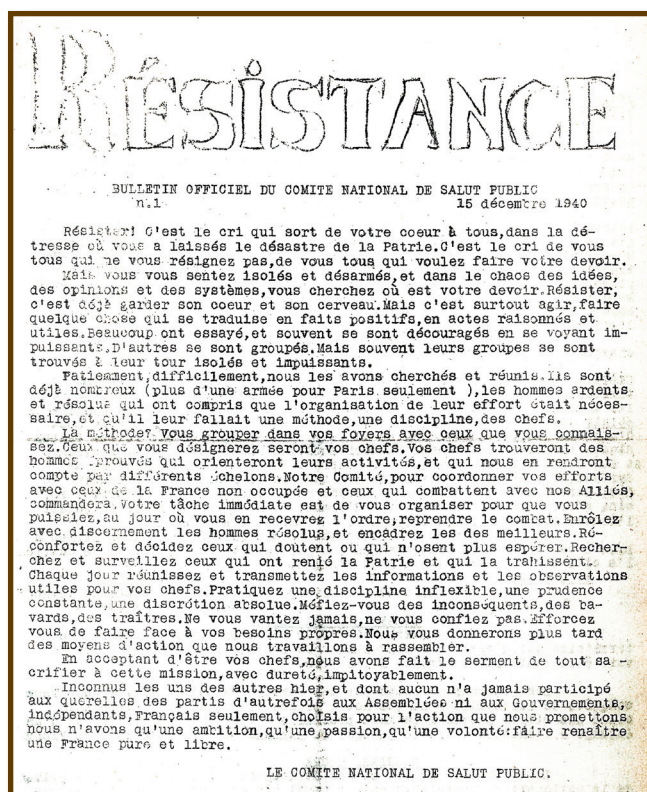 RÉSISTANCE
BULLETIN OFFICIEL DU COMITE NATIONAL DE SALUT PUBLIC
n.1 15 décembre 1940
Résister! C'est le cri qui sort de votre coeur à tous,dans la dé-
tresse où vous a laissés le désastre de la Patrie.C'est le cri de vous
tous qui ne vous résignez pas,de vous tous qui voulez faire votre devoir.
Mais vous vous sentez isolés et désarmés,et dans le chaos des idées,
des opinions et des systèmes,vous cherchez où est votre devoir.Résister,
c'est déjà garder son coeur et son cerveau.Mais c'est surtout agir,faire
quelque chose qui se traduise en faits positifs,en actes raisonnés et
utiles.Beaucoup ont essayé,et souvent se sont découragés en se voyant im-
puissants.D'autres se sont groupés.Mais souvent leurs groupes se sont
trouvés à leur tour isolés et impuissants.
Patiemment,difficilement,nous les avons cherchés et réunis.Ils sont
déjà nombreux (plus d'une armée pour Paris seulement ),les hommes ardents
et résolus qui ont compris que l'organisation de leur effort était néces-
saire,et qu'il leur fallait une méthode,une discipline,des chefs.
La méthode? Vous grouper dans vos foyers avec ceux que vous connais-
sez.Ceux que vous désignerez seront vos chefs.Vos chefs trouveront des
hommes éprouvés qui orienteront leurs activités,et qui nous en rendront
compte par différents échelons.Notre Comité,pour coordonner vos efforts
avec ceux de la France non occupée et ceux qui combattent avec nos Alliés,
commandera.Votre tâche immédiate est de vous organiser pour que vous
puissiez,au jour où vous en recevrez l'ordre,reprendre le combat.Enrôlez
avec discernement les hommes résolus,et encadrez les des meilleurs.Ré-
confortez et décidez ceux qui doutent ou qui n'osent plus espérer.Recher-
chez et surveillez ceux qui ont renié la Patrie et qui la trahissent.
Chaque jour réunissez et transmettez les informations et les observations
utiles pour vos chefs.Pratiquez une discipline inflexible,une prudence
constante,une discrétion absolue.Méfiez-vous des inconséquents,des ba-
vards,des traîtres.Ne vous vantez jamais,ne vous confiez pas.Efforcez
vous de faire face à vos besoins propres.Nous vous donnerons plus tard
des moyens d'action que nous travaillons à rassembler.
En acceptant d'être vos chefs,nous avons fait le serment de tout sa-
crifier à cette mission,avec dureté,impitoyablement.
Inconnus les uns des autres hier,et dont aucun n'a jamais participé
aux querelles des partis d'autrefois aux Assemblées ni aux Gouvernements,
indépendants,Français seulement,choisis pour l'action que nous promettons
nous n'avons qu'une ambition,qu'une passion,qu'une volonté:faire renaître
une France pure et libre.
LE COMITE NATIONAL DE SALUT PUBLIC.